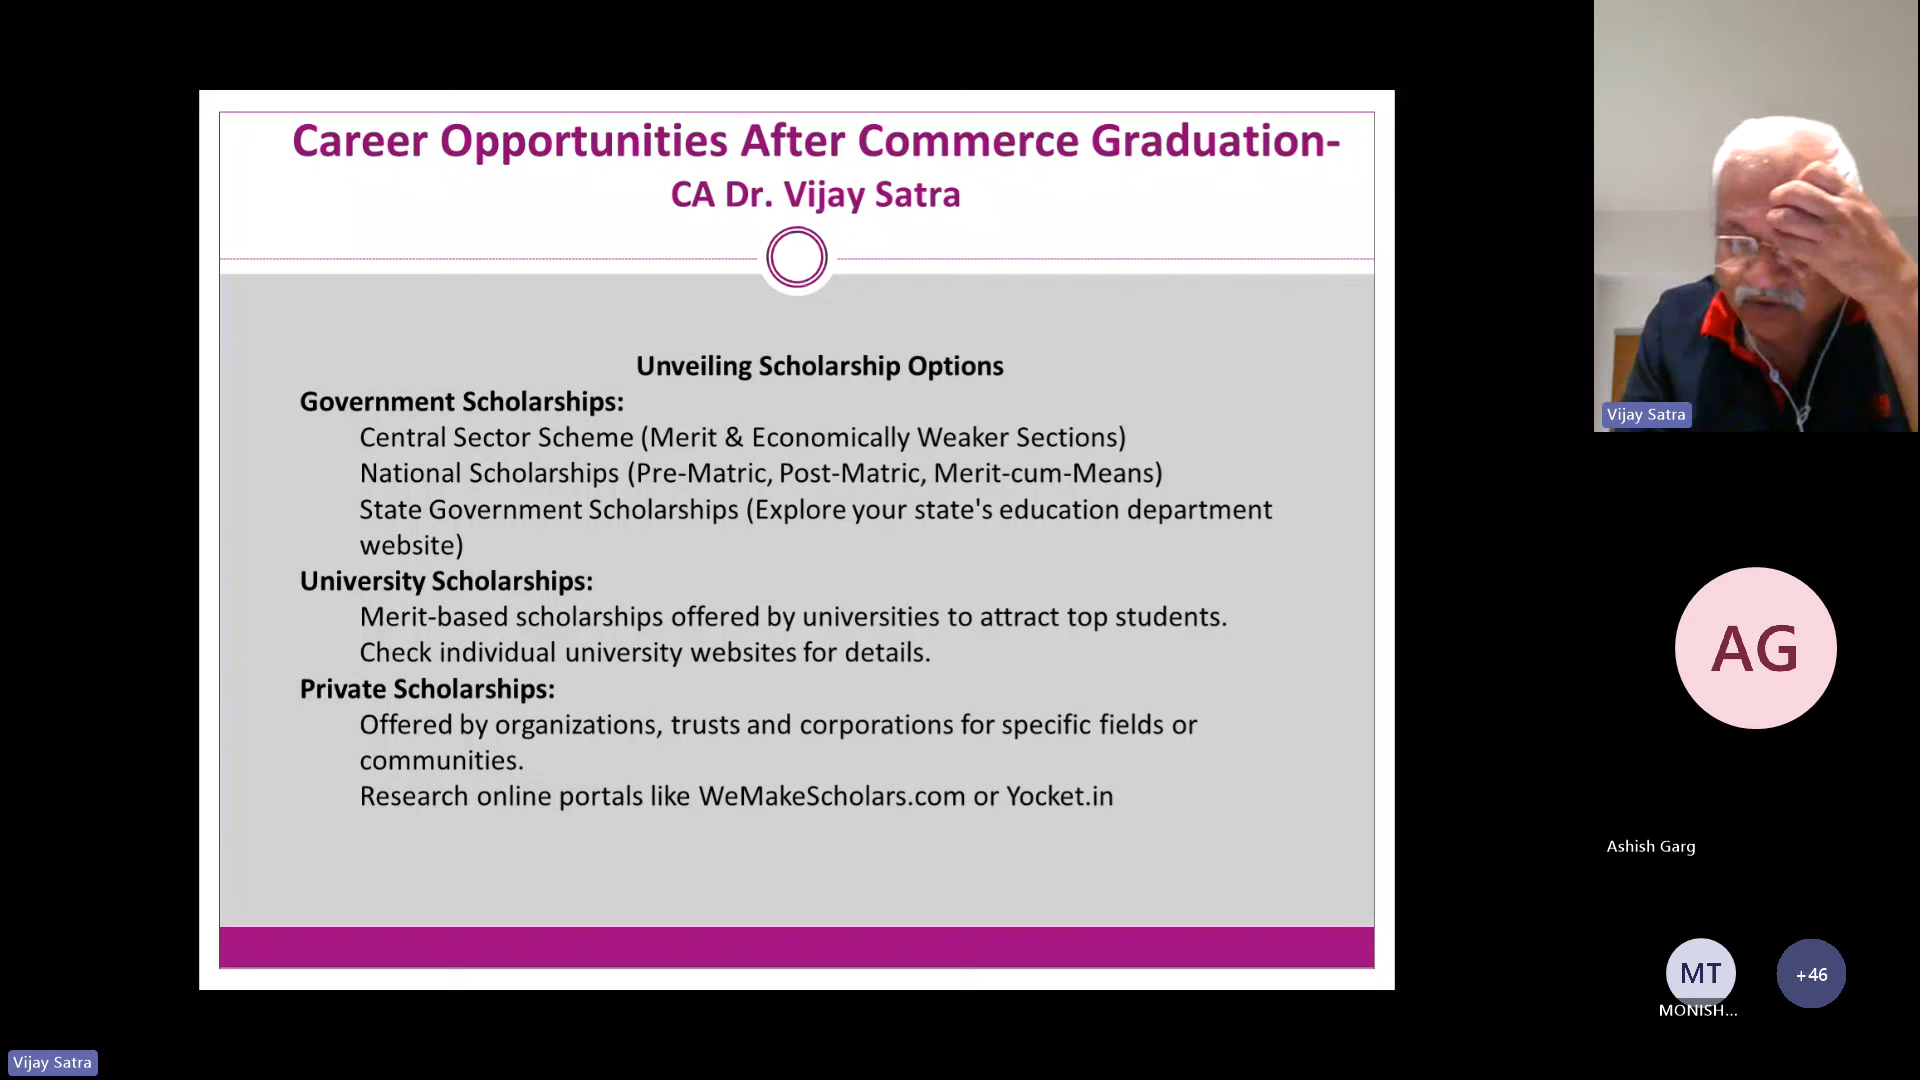 Career Opportunities After Commerce Graduation-
CA Dr. Vijay Satra
Unveiling Scholarship Options
Government Scholarships:
Central Sector Scheme (Merit & Economically Weaker Sections)
National Scholarships (Pre-Matric, Post-Matric, Merit-cum-Means)
State Government Scholarships (Explore your state's education department
website)
University Scholarships:
Merit-based scholarships offered by universities to attract top students.
Check individual university websites for details.
Private Scholarships:
Offered by organizations, trusts and corporations for specific fields or
communities.
Research online portals like WeMakeScholars.com or Yocket.in
Vijay Satra
AG
Ashish Garg
MT
+46
MONISH...
Vijay Satra